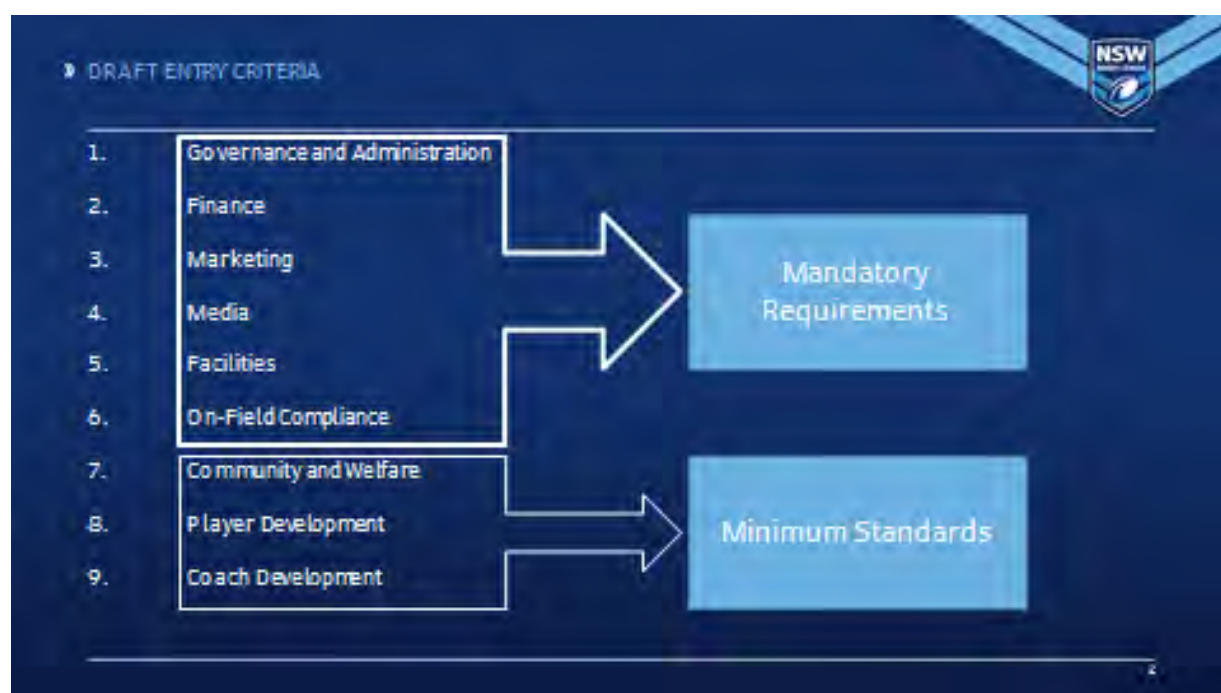 » DRAFT ENTRY CRITERIA
NSW
1. Governance and Administration
2. Finance
3. Marketing
4. Media
5. Facilities
6. On-Field Compliance
Mandatory
Requirements
7. Community and Welfare
8. Player Development
9. Coach Development
Minimum Standards
2